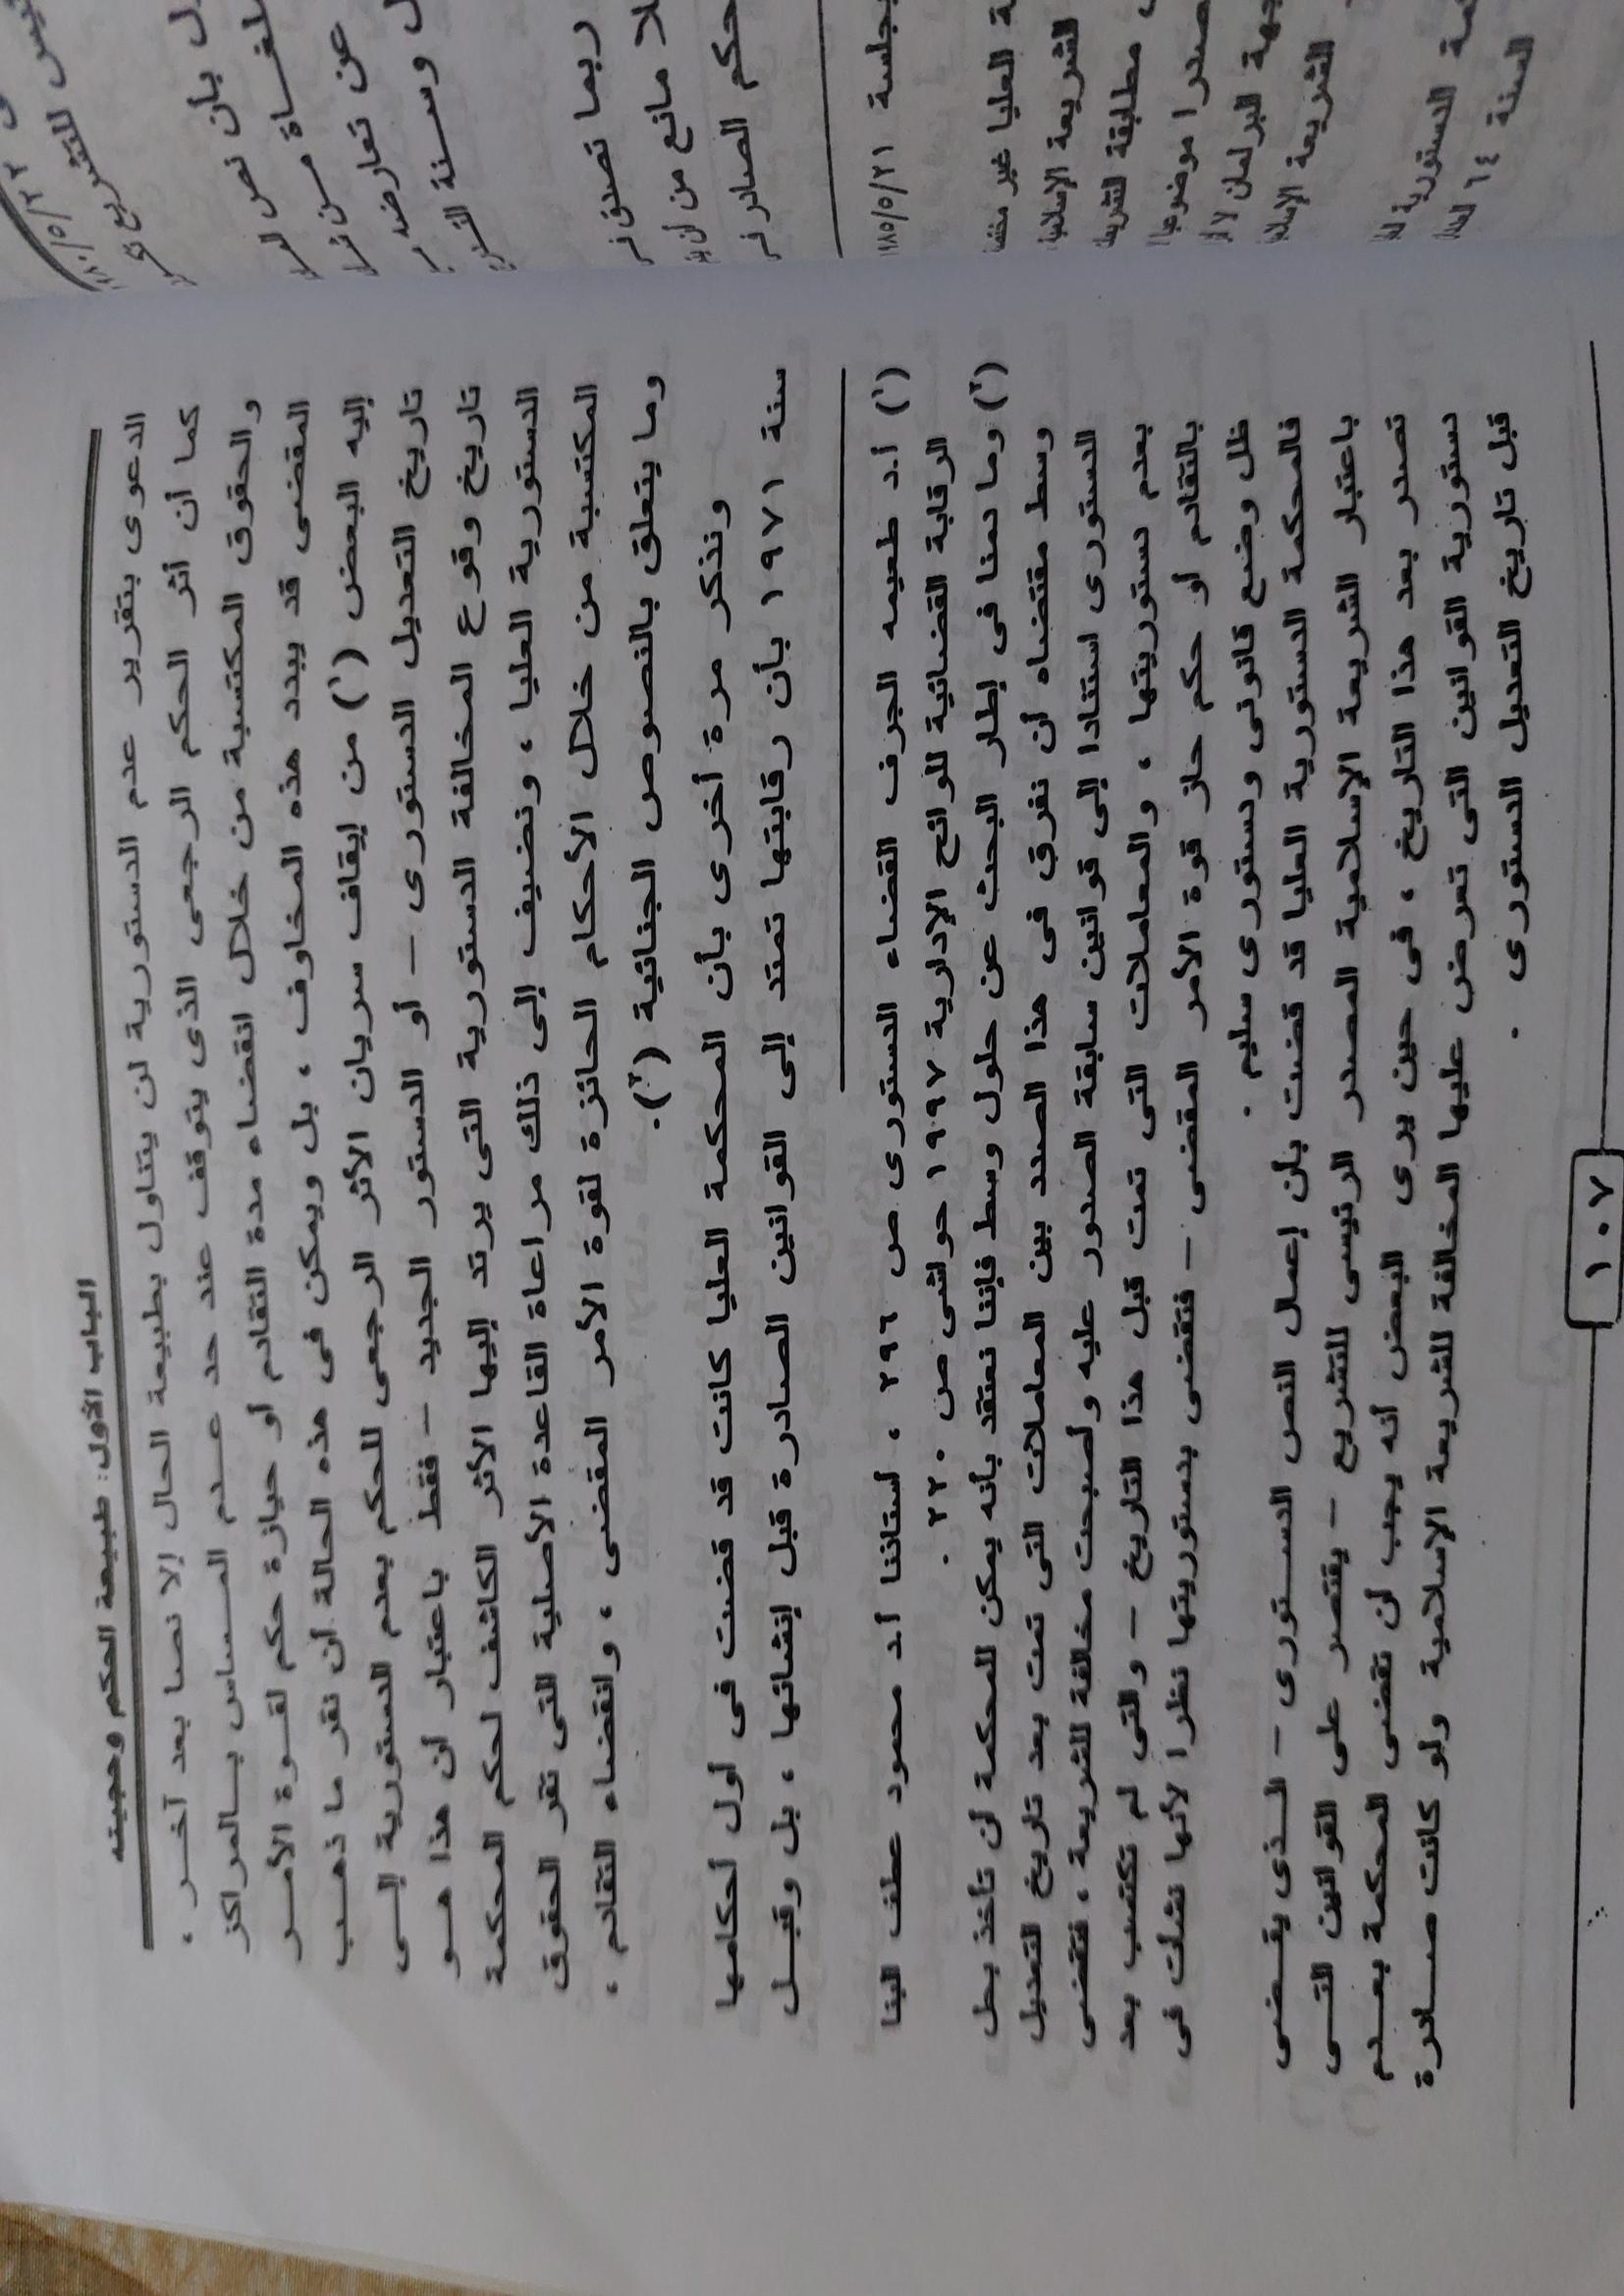 الباب الأول: طبيعة الحكم وحجيته
الدعوى بتقرير عدم الدستورية لن يتناول بطبيعة الحال إلا نصا بعد آخر .
كما أن أثر الحكم الرجعى الذى يتوقف عند حد عدم المساس بالمراكز
والحقوق المكتسبة من خلال انقضاء مدة التقادم أو حيازة حكم لقوة الأمر
المقضى قد يبدد هذه المخاوف ، بل ويمكن فى هذه الحالة أن نقر ما ذهب
إليه البعض (١) من إيقاف سريان الأثر الرجعى للحكم بعدم الدستورية إلى
تاريخ التعديل الدستورى – أو الدستور الجديد – فقط باعتبار أن هذا هو
تاريخ وقوع المخالفة الدستورية التى يرتد إليها الأثر الكاشف لحكم المحكمة
الدستورية العليا ، ونضيف إلى ذلك مراعاة القاعدة الأصلية التى تقر الحقوق
المكتسبة من خلال الأحكام الحائزة لقوة الأمر المقضى ، وانقضاء التقادم ،
وما يتعلق بالنصوص الجنائية (٢).
ونذكر مرة أخرى بأن المحكمة العليا كانت قد قضت فى أول أحكامها
سنة ١٩٧١ بأن رقابتها تمتد إلى القوانين الصادرة قبل إنشائها ، بل وقبل
(١) أ.د طعيمه الجرف القضاء الدستورى ص ٢٩٦ ، أستاذنا أ.د محمود عطف البنا
الرقابة القضائية للوائح الإدارية ١٩٩٧ حواشى ص ٢٢٠ .
(٢) وما دمنا فى إطار البحث عن حلول وسط فإننا نعتقد بأنه يمكن للمحكمة أن تأخذ بحل
وسط مقتضاه أن نفرق فى هذا الصدد بين المعاملات التى تمت بعد تاريخ التعديل
الدستورى استنادا إلى قوانين سابقة الصدور عليه وأصبحت مخالفة للشريعة ، فتقضى
بعدم دستوريتها ، والمعاملات التى تمت قبل هذا التاريخ – والتى لم تكتسب بعد
بالتقادم أو حكم حاز قوة الأمر المقضى – فتقضى بدستوريتها نظرا لأنها نشأت فى
ظل وضع قانونى ودستورى سليم .
فالمحكمة الدستورية العليا قد قضت بأن إعمال النص الدستورى – الذى يقضى
باعتبار الشريعة الإسلامية المصدر الرئيسى للتشريع – يقتصر على القوانين التى
تصدر بعد هذا التاريخ ، فى حين يرى البعض أنه يجب أن تقضى المحكمة بعدم
دستورية القوانين التى تعرض عليها المخالفة للشريعة الإسلامية ولو كانت صادرة
قبل تاريخ التعديل الدستورى .
١٠٧